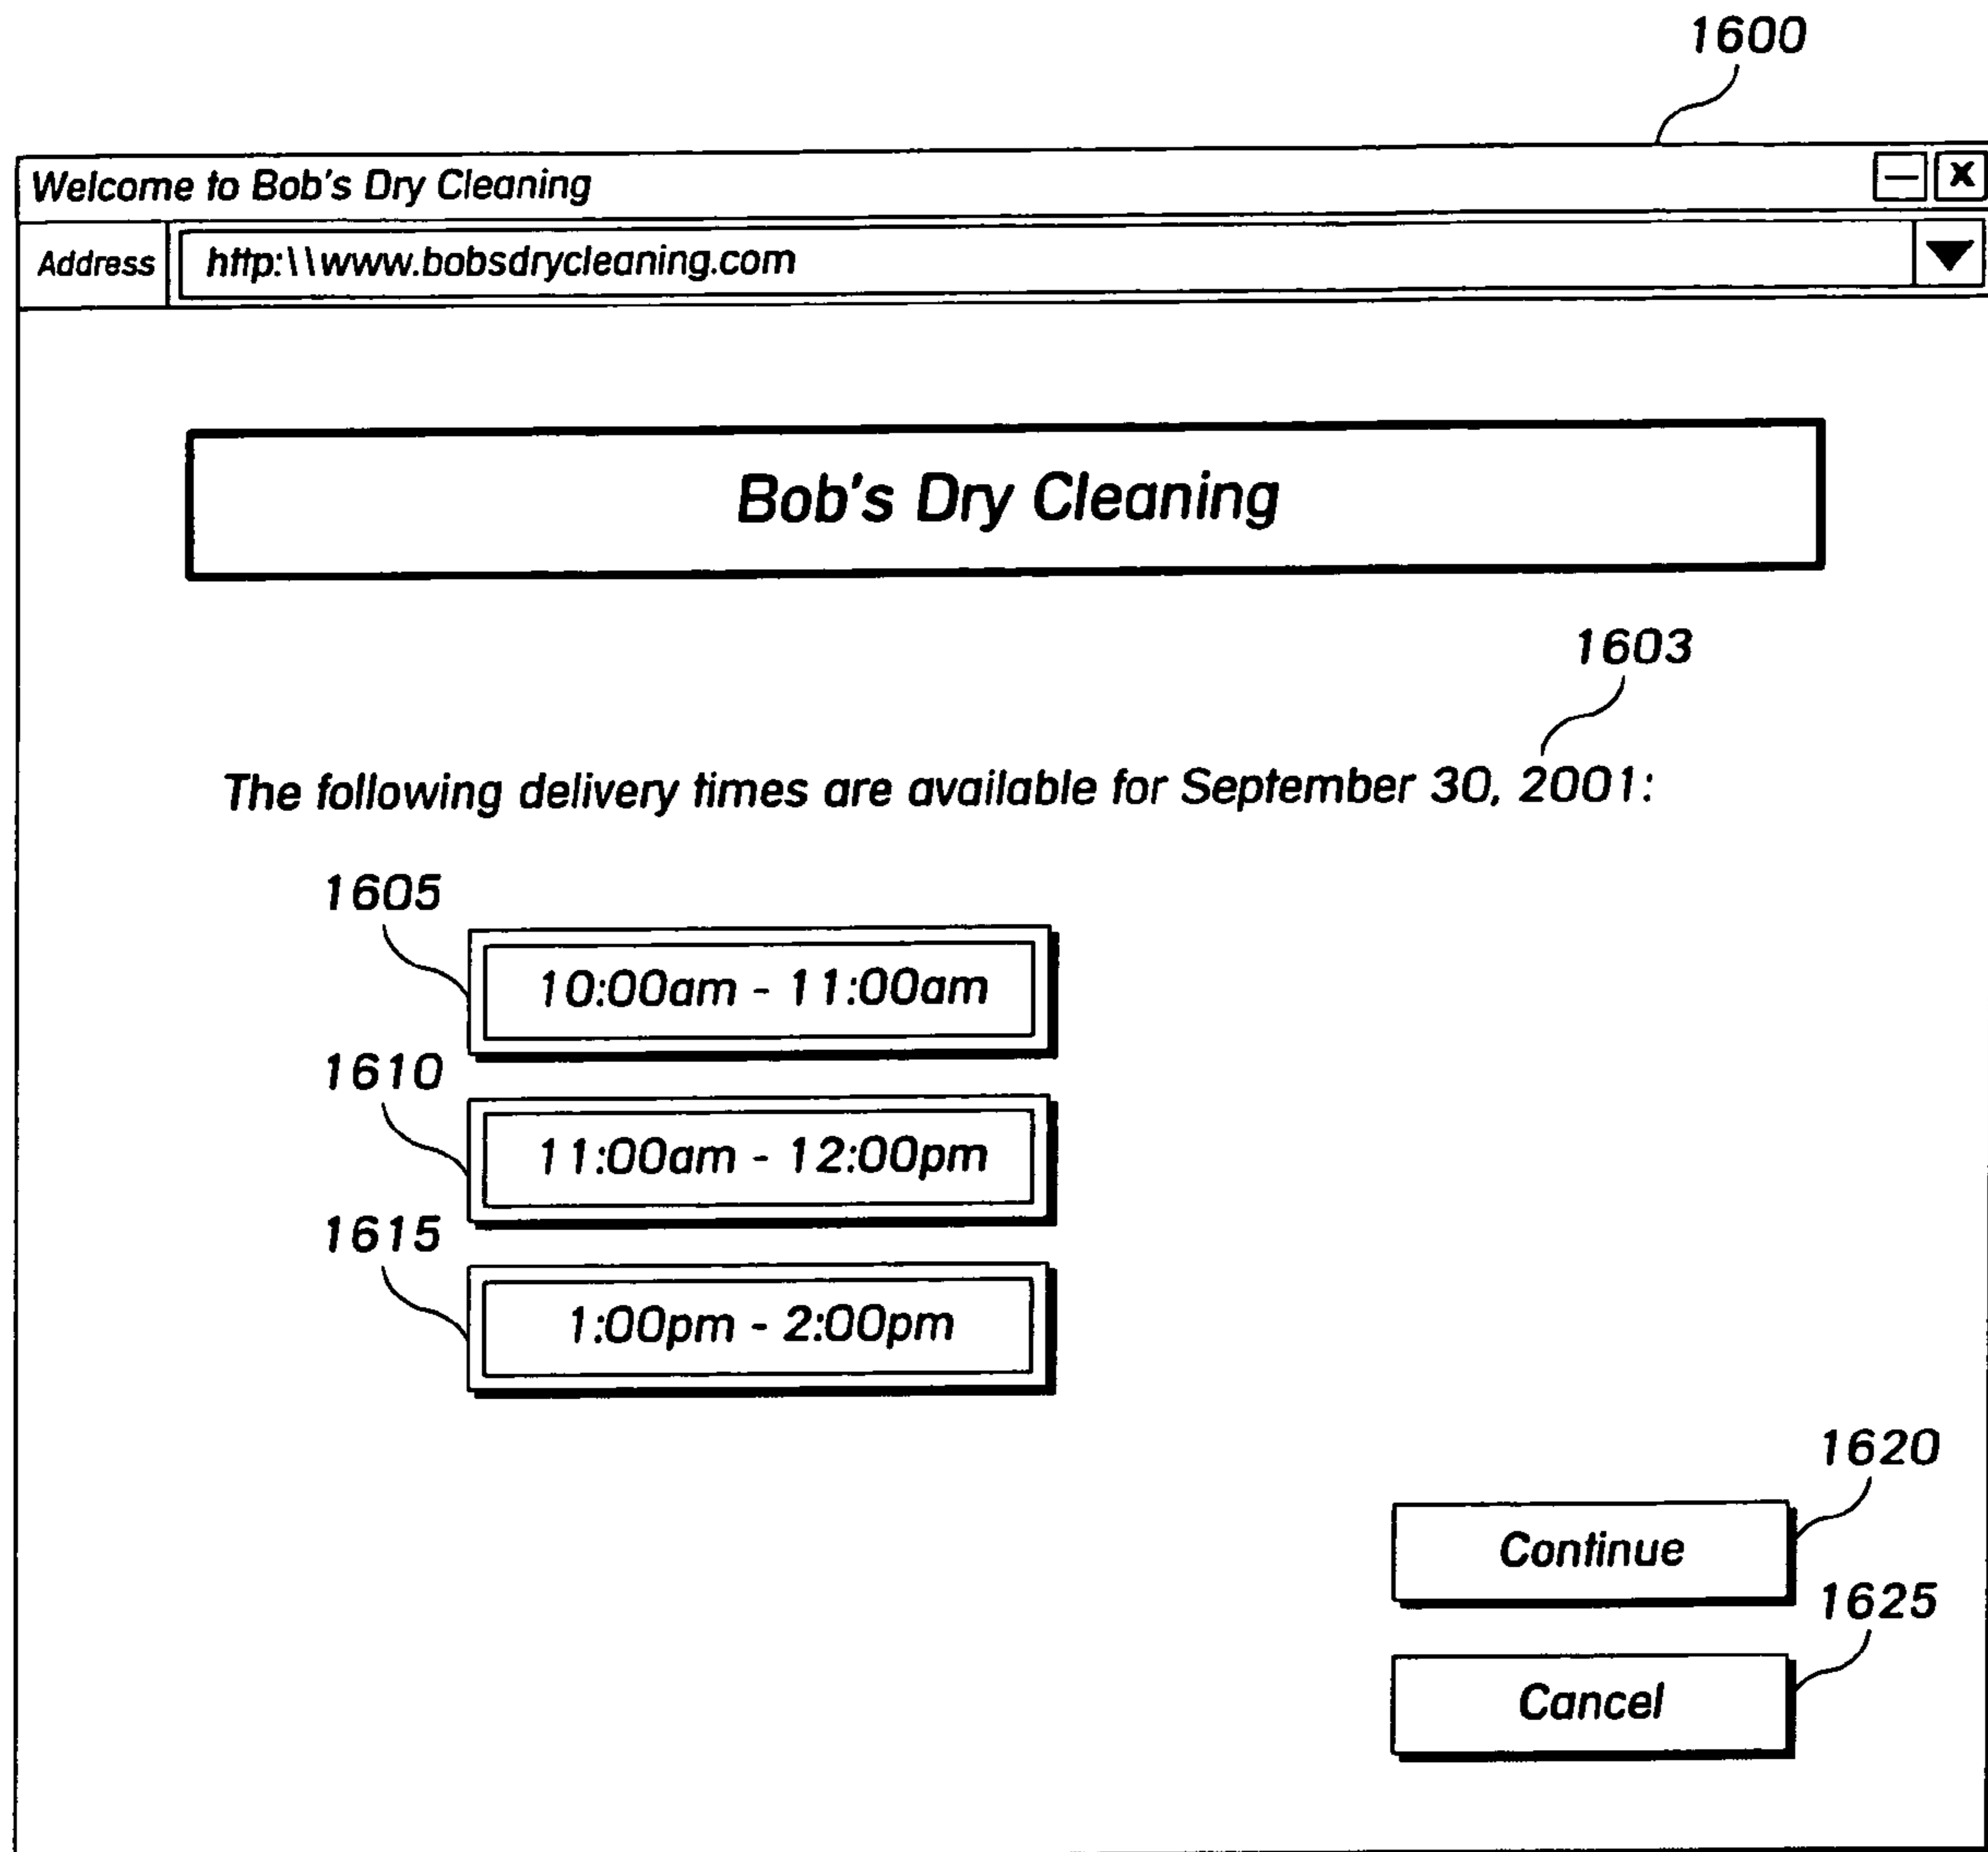 1600
Welcome to Bob's Dry Cleaning
Address http:\\www.bobsdrycleaning.com
Bob's Dry Cleaning
1603
The following delivery times are available for September 30, 2001:
1605
10:00am - 11:00am
1610
11:00am - 12:00pm
1615
1:00pm - 2:00pm
1620
Continue
1625
Cancel